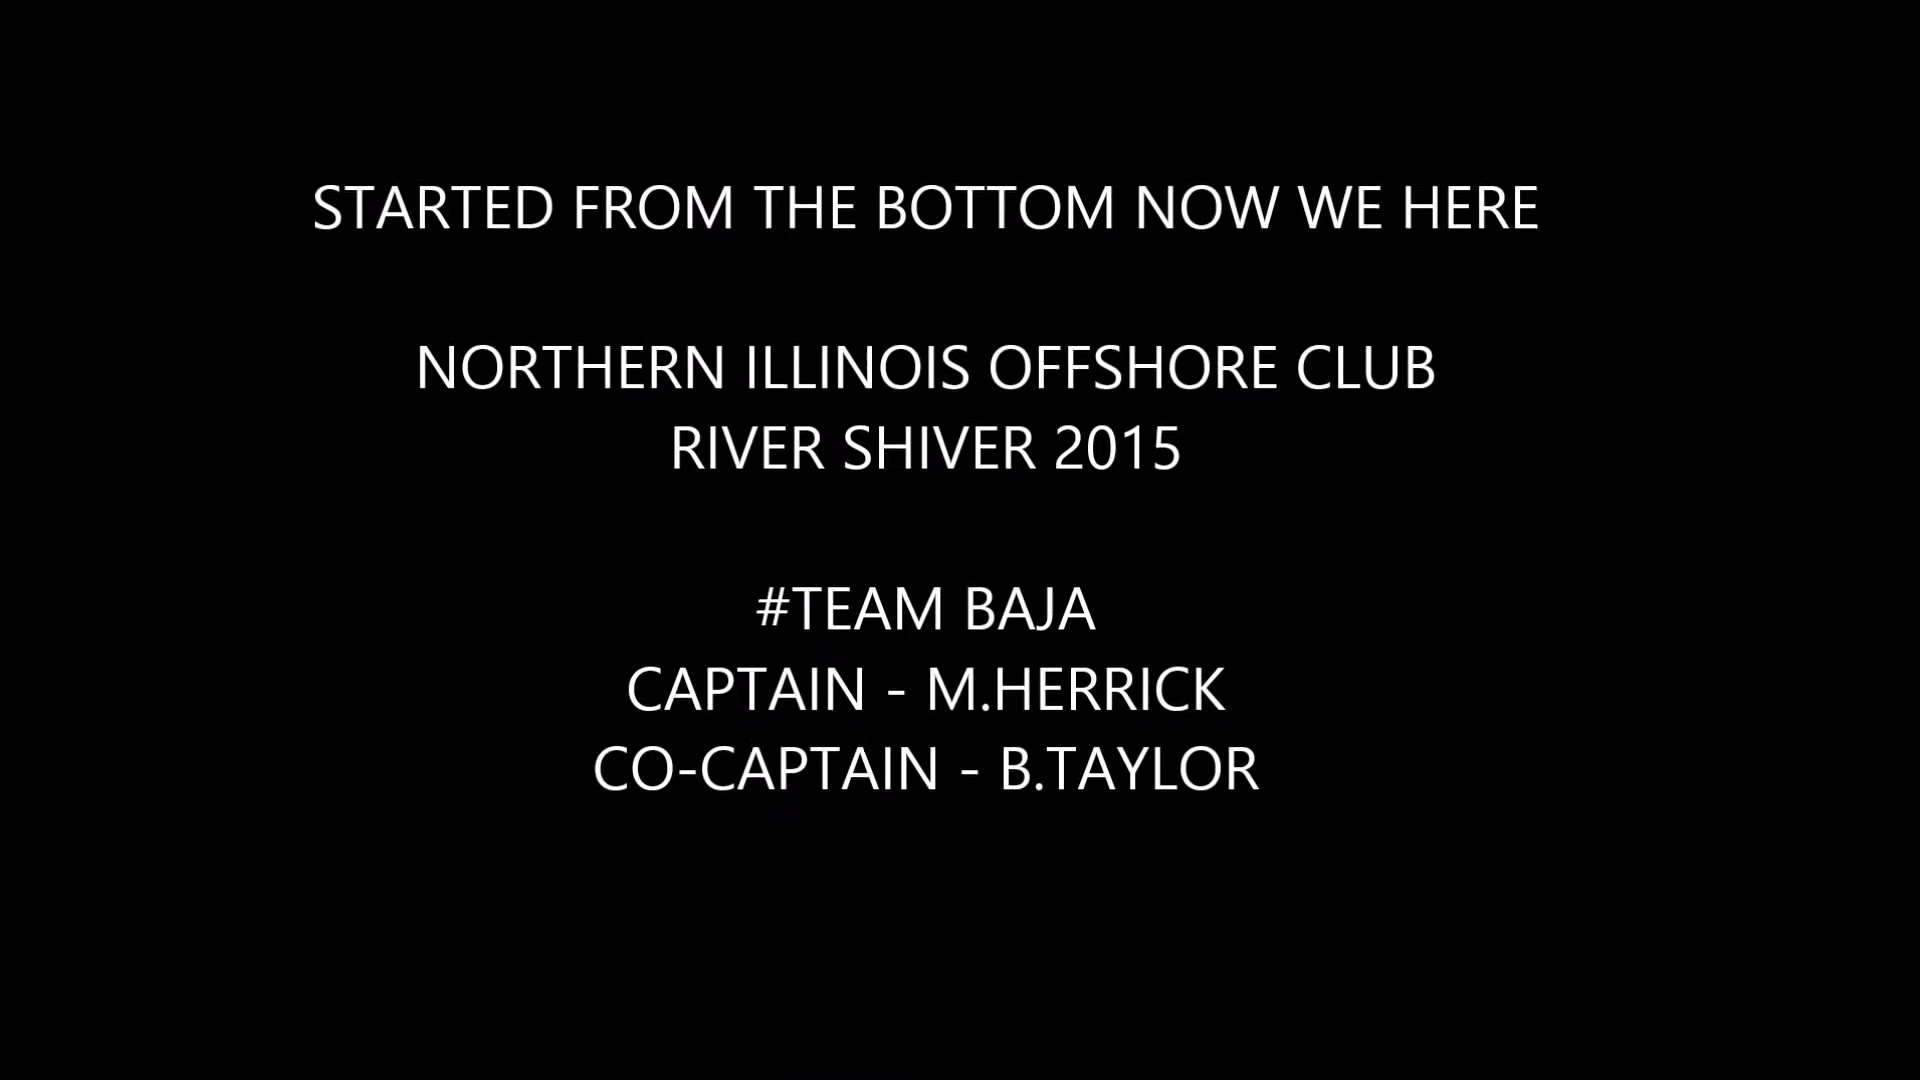 STARTED FROM THE BOTTOM NOW WE HERE
NORTHERN ILLINOIS OFFSHORE CLUB
RIVER SHIVER 2015
#TEAM BAJA
CAPTAIN - M.HERRICK
CO-CAPTAIN - B.TAYLOR